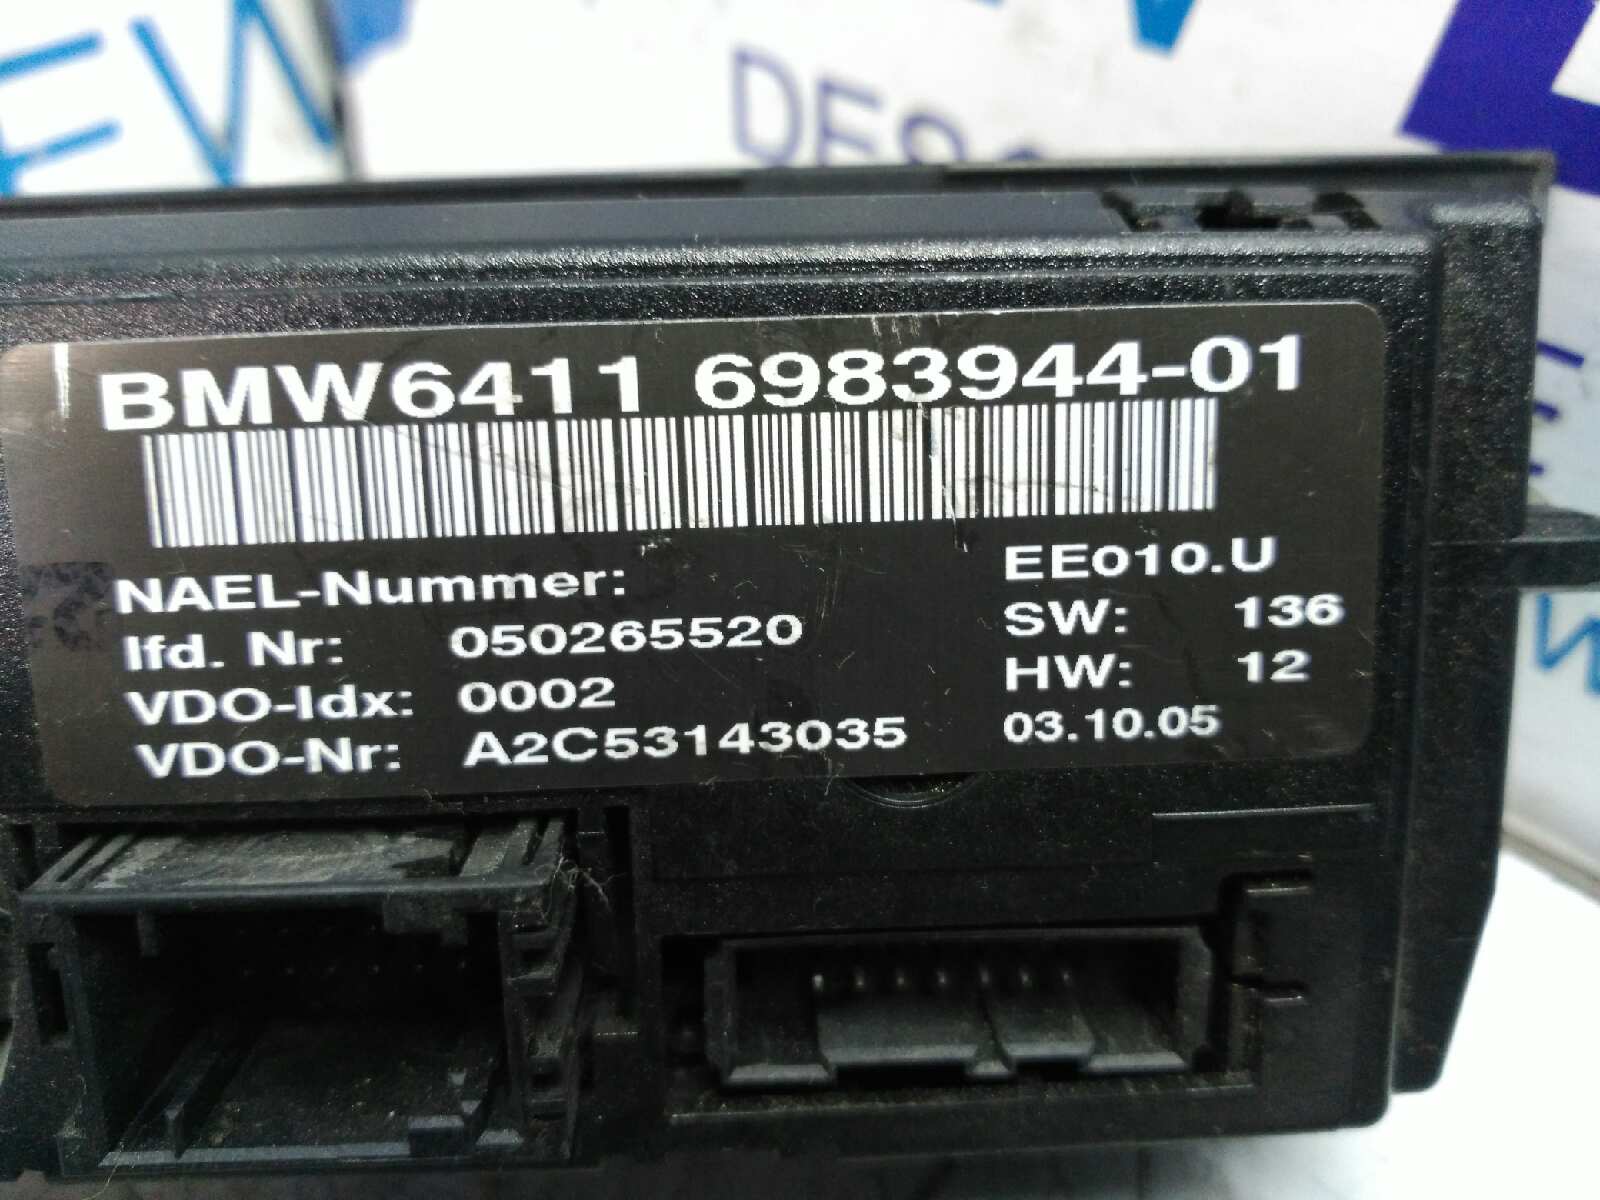 BMW6411 6983944-01
NAEL-Nummer: EE010.U
lfd. Nr: 050265520 SW: 136
VDO-Idx: 0002 HW: 12
VDO-Nr: A2C53143035 03.10.05